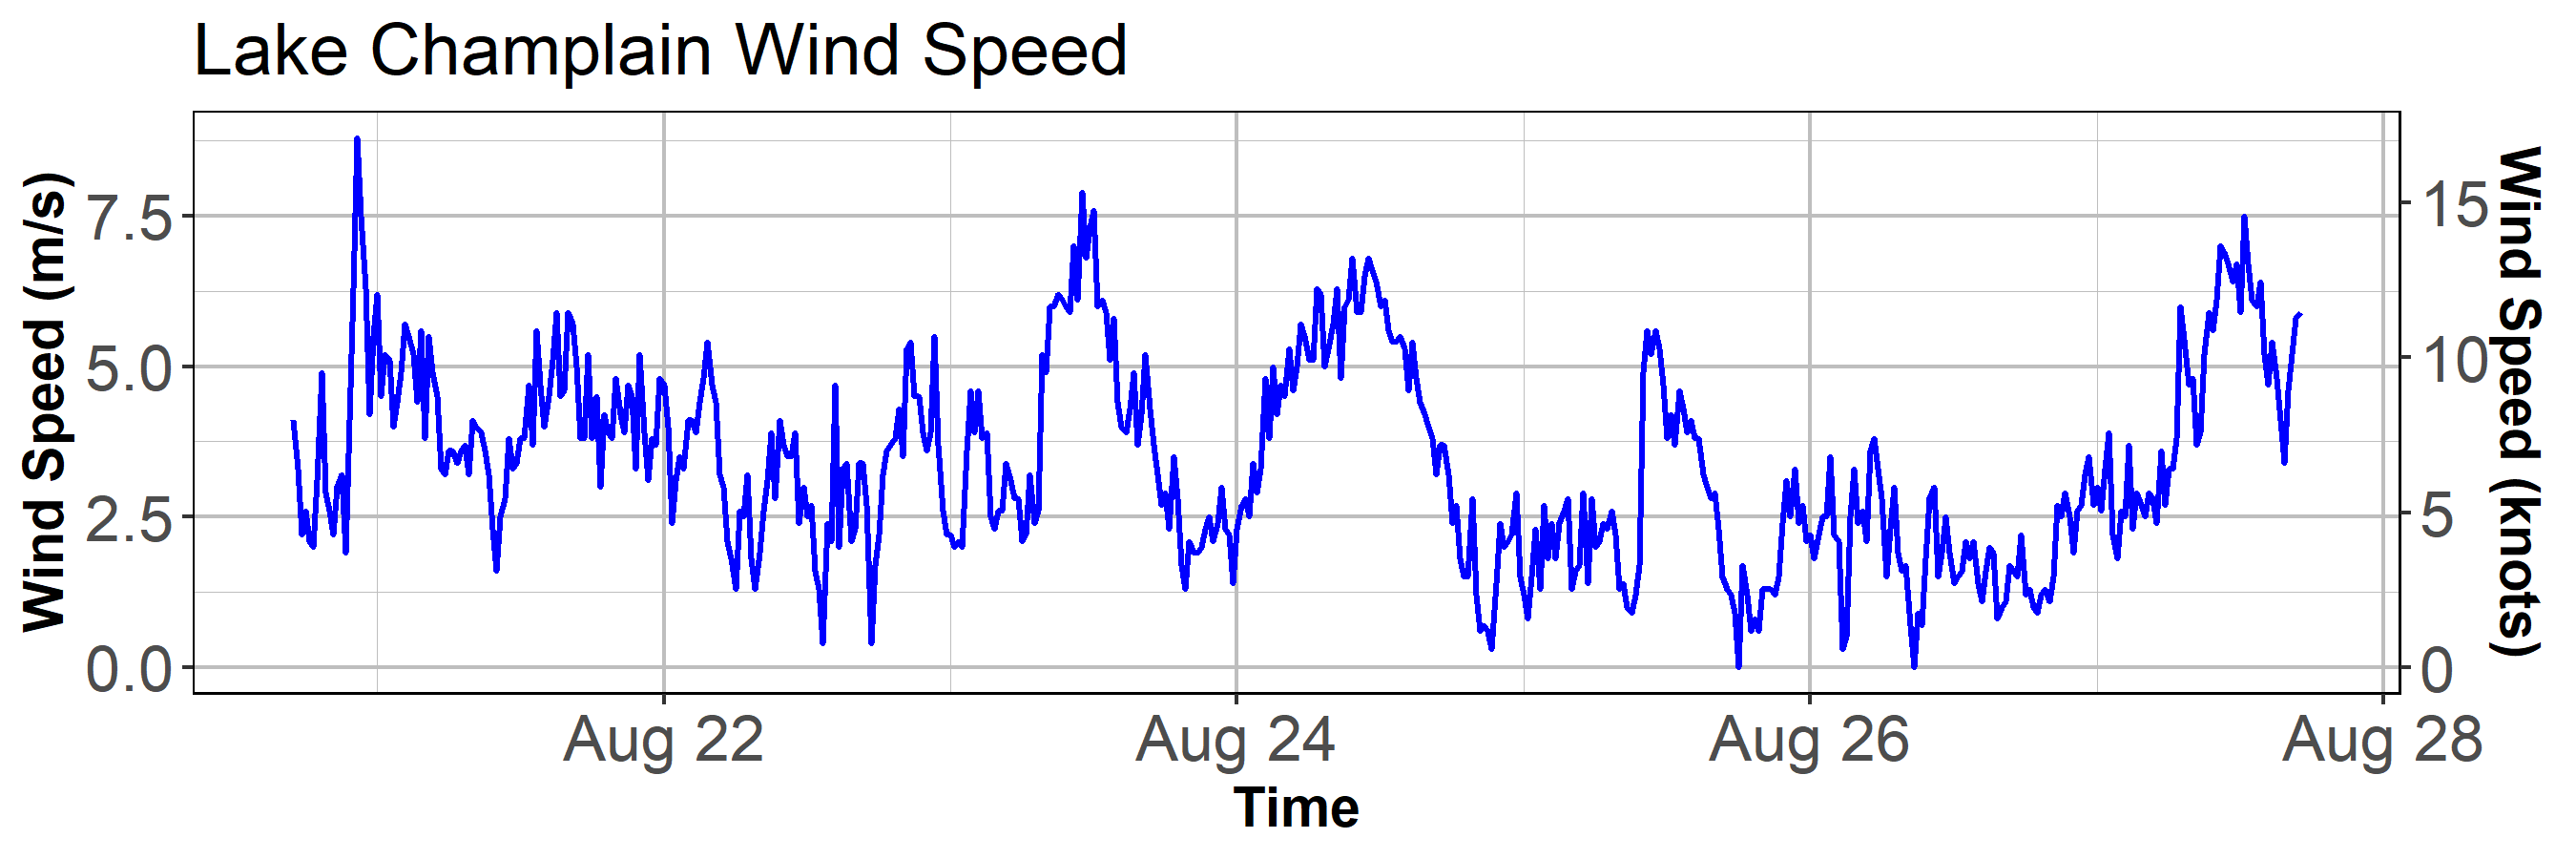 Lake Champlain Wind Speed
Wind Speed (m/s)
7.5
5.0
2.5
0.0
15
10
5
0
Wind Speed (knots)
Aug 22
Aug 24
Aug 26
Aug 28
Time